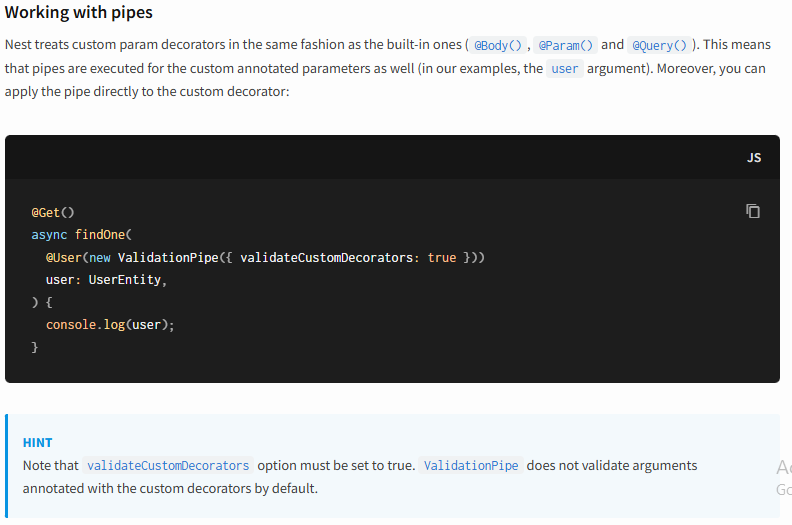 Working with pipes
Nest treats custom param decorators in the same fashion as the built-in ones ( @Body() , @Param() and @Query() ). This means
that pipes are executed for the custom annotated parameters as well (in our examples, the user argument). Moreover, you can
apply the pipe directly to the custom decorator:
JS
@Get()
async findOne(
  @User(new ValidationPipe({ validateCustomDecorators: true }))
  user: UserEntity,
) {
  console.log(user);
}
HINT
Note that validateCustomDecorators option must be set to true. ValidationPipe does not validate arguments
annotated with the custom decorators by default.